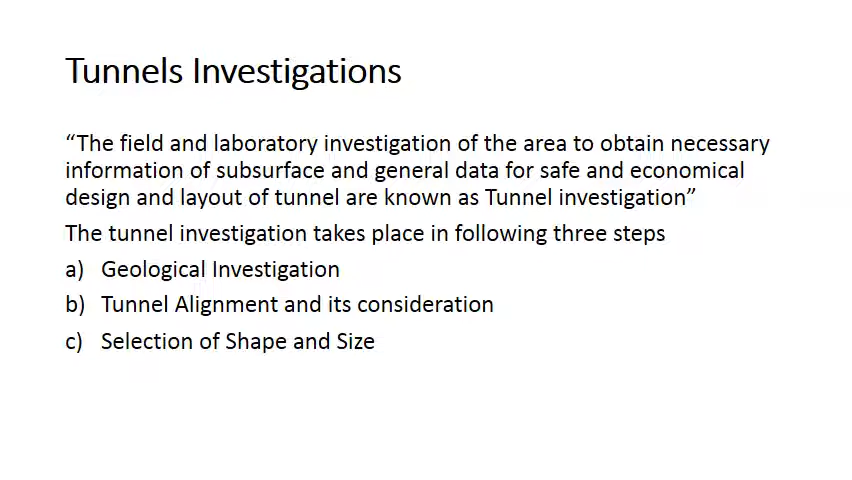 Tunnels Investigations
“The field and laboratory investigation of the area to obtain necessary
information of subsurface and general data for safe and economical
design and layout of tunnel are known as Tunnel investigation”
The tunnel investigation takes place in following three steps
a) Geological Investigation
b) Tunnel Alignment and its consideration
c) Selection of Shape and Size